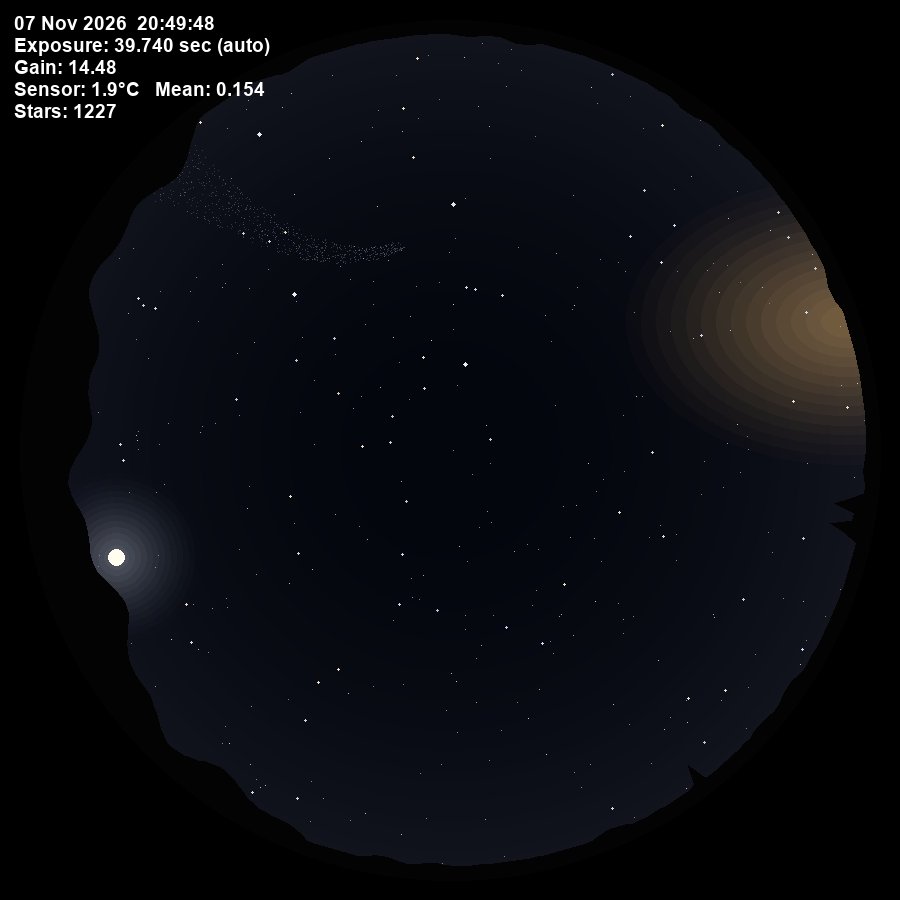 07 Nov 2026  20:49:48
Exposure: 39.740 sec (auto)
Gain: 14.48
Sensor: 1.9°C   Mean: 0.154
Stars: 1227